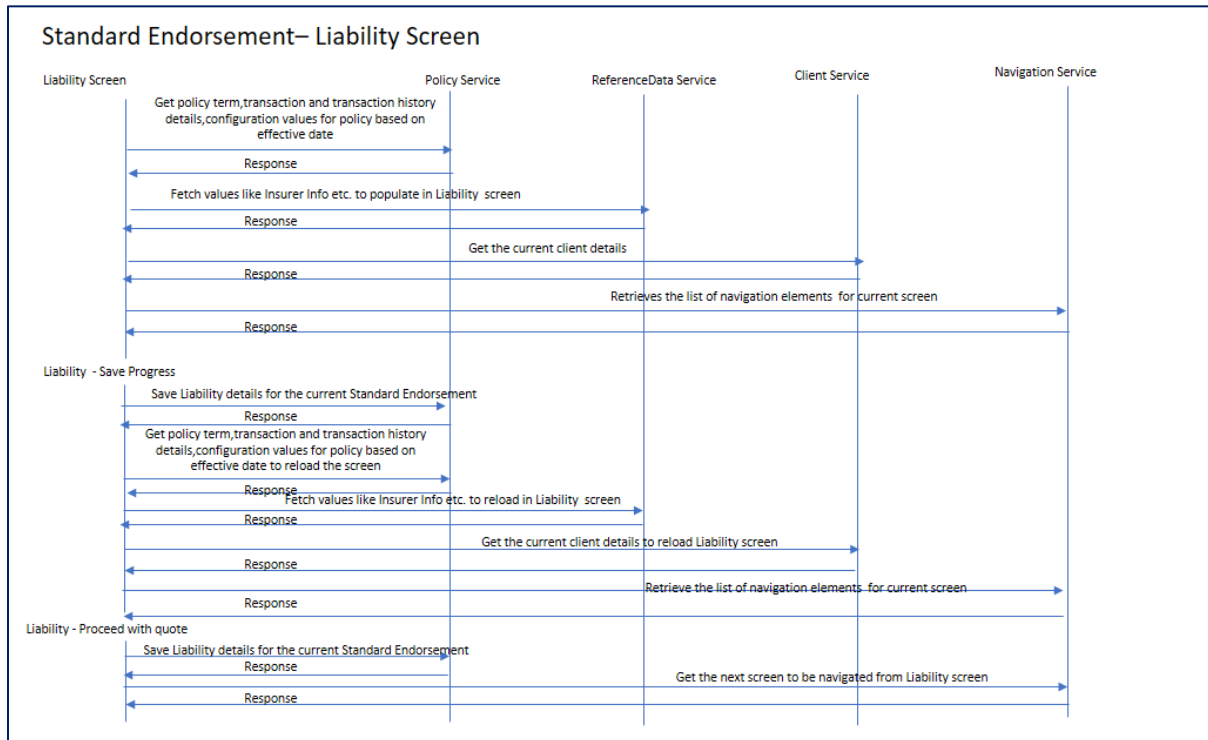 Standard Endorsement– Liability Screen
Liability Screen
Policy Service
ReferenceData Service
Client Service
Navigation Service
Get policy term,transaction and transaction history
details,configuration values for policy based on
effective date
Response
Fetch values like Insurer Info etc. to populate in Liability screen
Response
Get the current client details
Response
Retrieves the list of navigation elements for current screen
Response
Liability - Save Progress
Save Liability details for the current Standard Endorsement
Response
Get policy term,transaction and transaction history
details,configuration values for policy based on
effective date to reload the screen
Response
Fetch values like Insurer Info etc. to reload in Liability screen
Response
Get the current client details to reload Liability screen
Response
Retrieve the list of navigation elements for current screen
Response
Liability - Proceed with quote
Save Liability details for the current Standard Endorsement
Response
Get the next screen to be navigated from Liability screen
Response